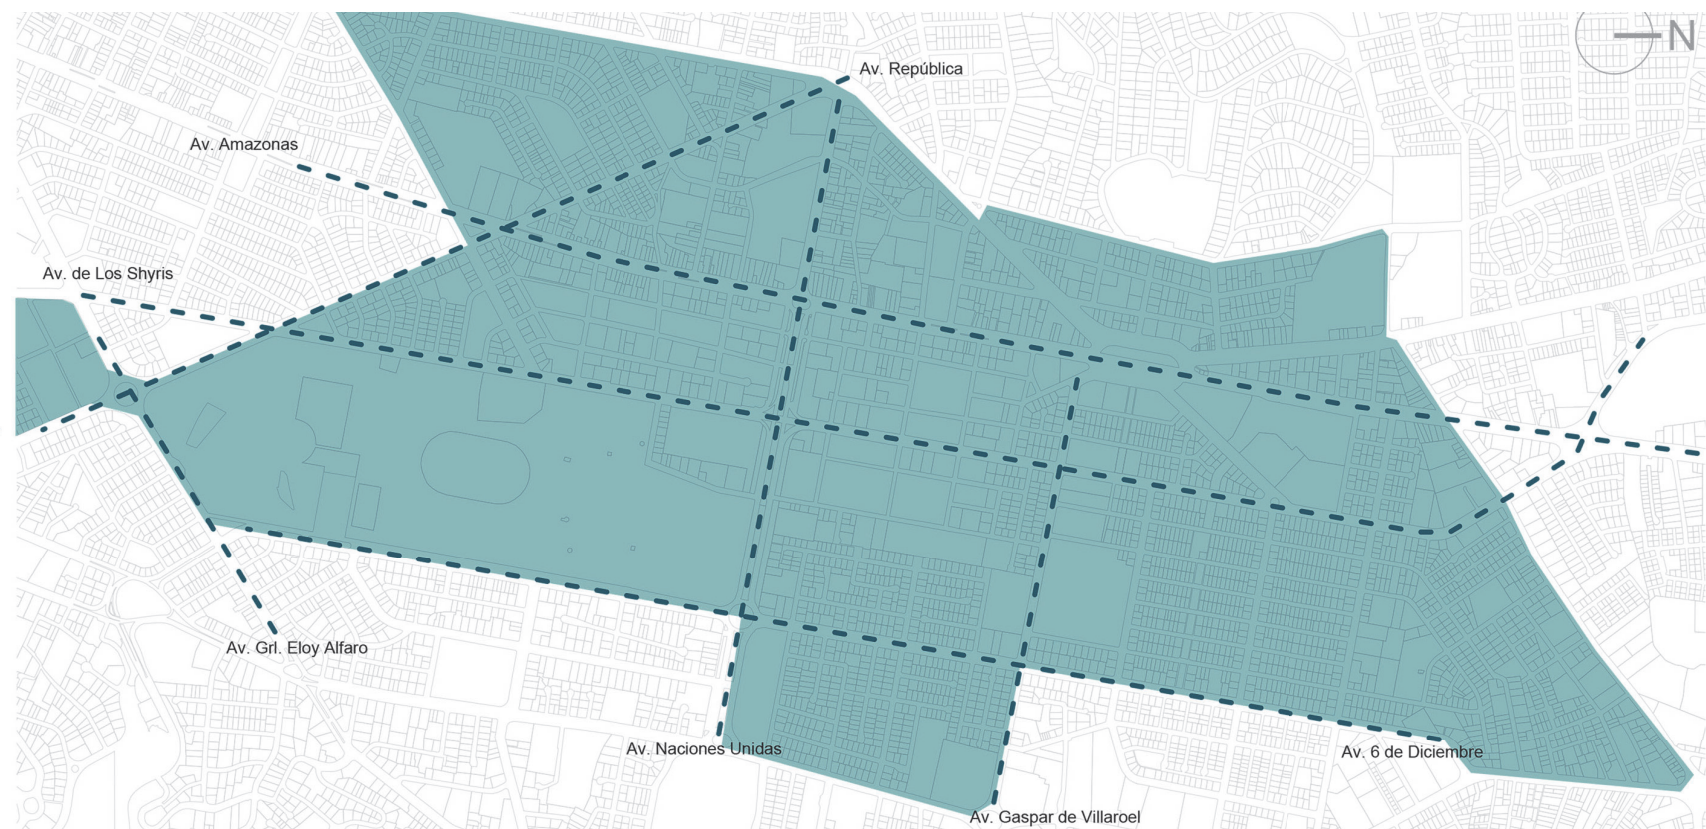 N
Av. República
Av. Amazonas
Av. de Los Shyris
Av. Grl. Eloy Alfaro
Av. Naciones Unidas
Av. 6 de Diciembre
Av. Gaspar de Villaroel